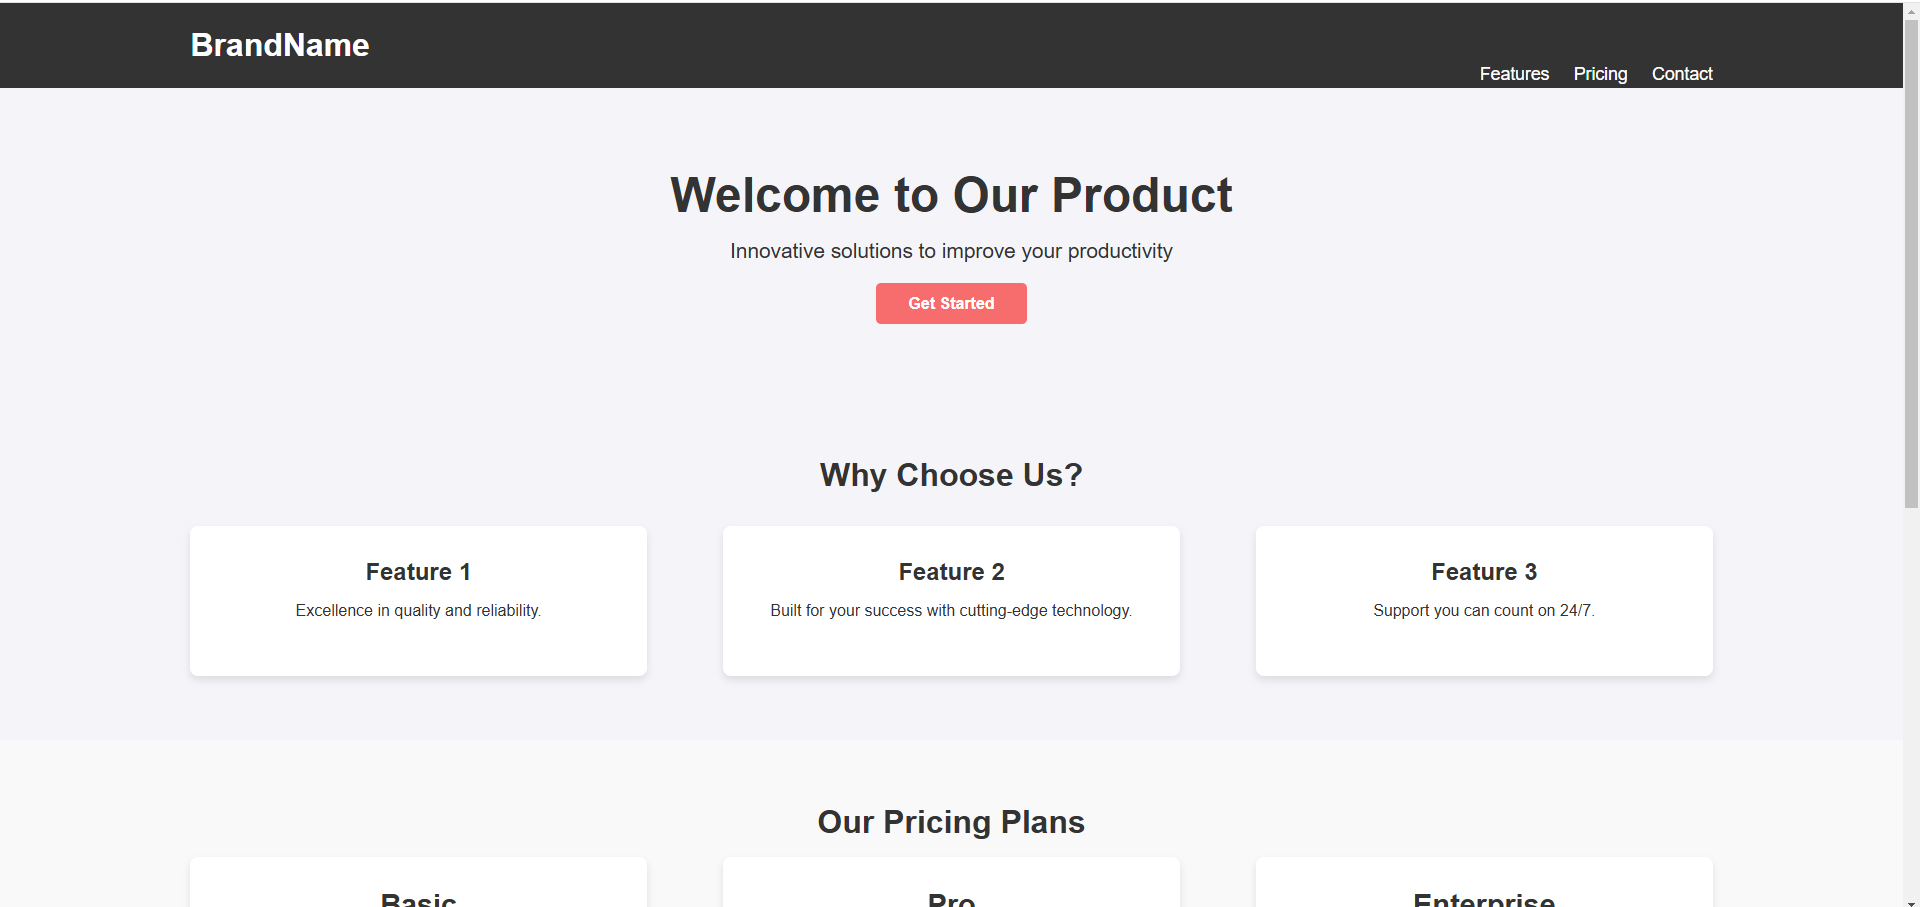 BrandName
Features Pricing Contact
Welcome to Our Product
Innovative solutions to improve your productivity
Get Started
Why Choose Us?
Feature 1 Feature 2 Feature 3
Excellence in quality and reliability. Built for your success with cutting-edge technology. Support you can count on 24/7.
Our Pricing Plans
Basic Pro Enterprise